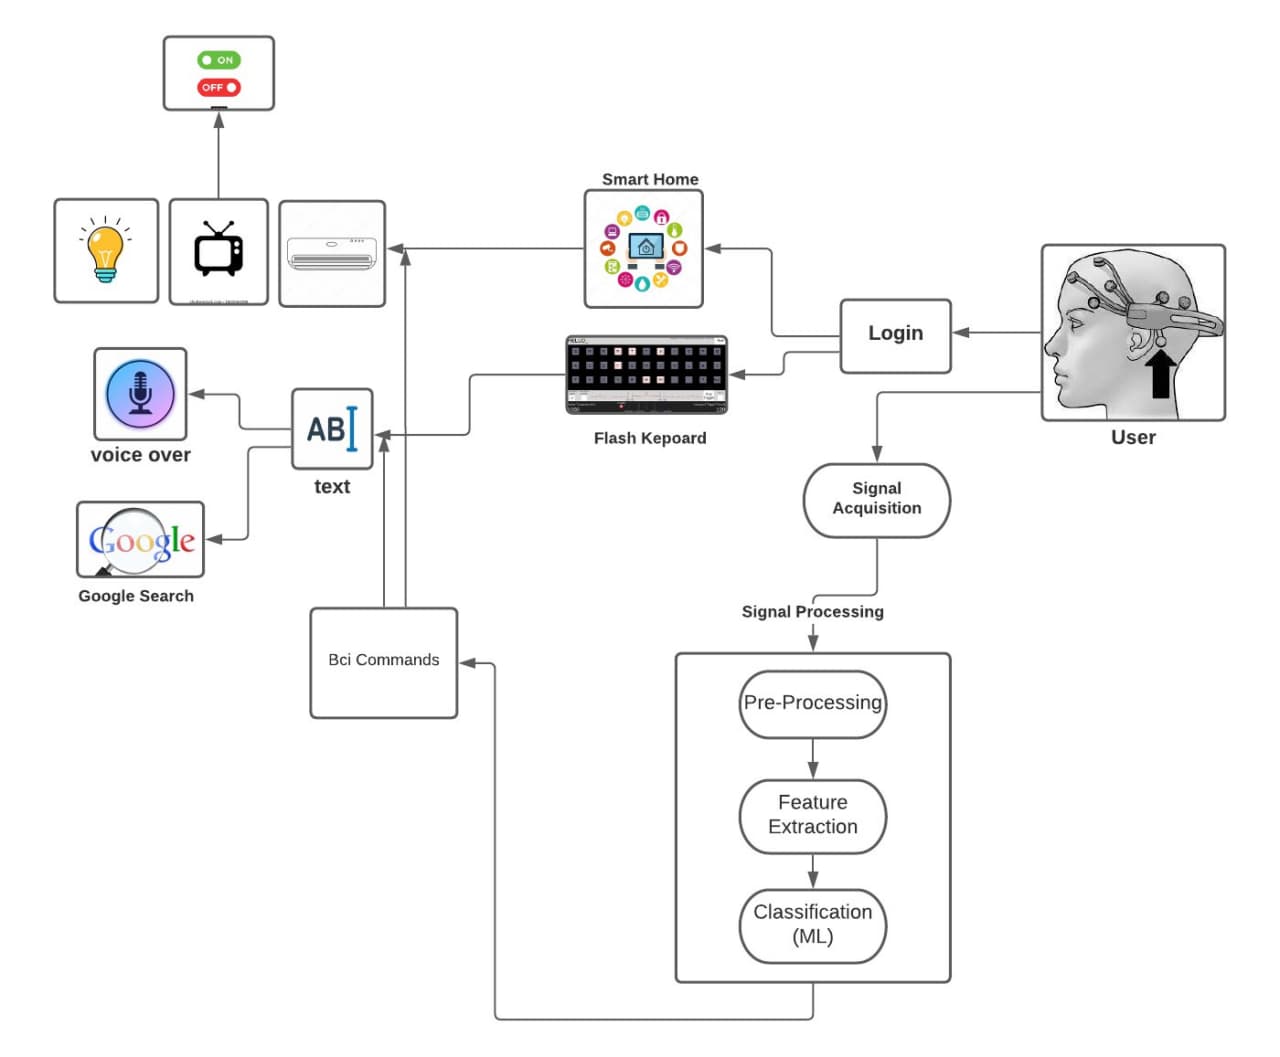 ON
OFF
Smart Home
Login
Flash Kepoard
User
AB
text
voice over
Google
Google Search
Signal
Acquisition
Signal Processing
Bci Commands
Pre-Processing
Feature
Extraction
Classification
(ML)